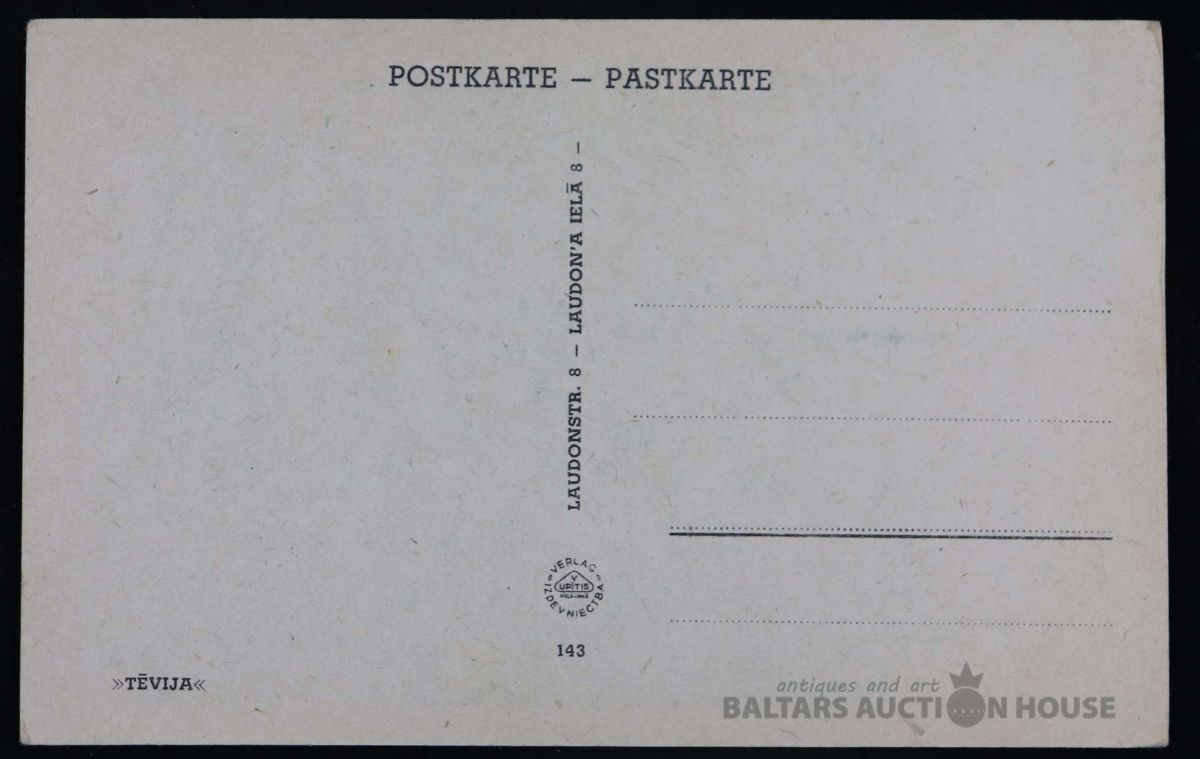 POSTKARTE — PASTKARTE
LAUDONSTR. 8 — LAUDON'A IELĀ 8 —
VERLAG
V
UPĪTIS
IZDEVNIECĪBA
143
»TĒVIJA«
antiques and art
BALTARS AUCTION HOUSE